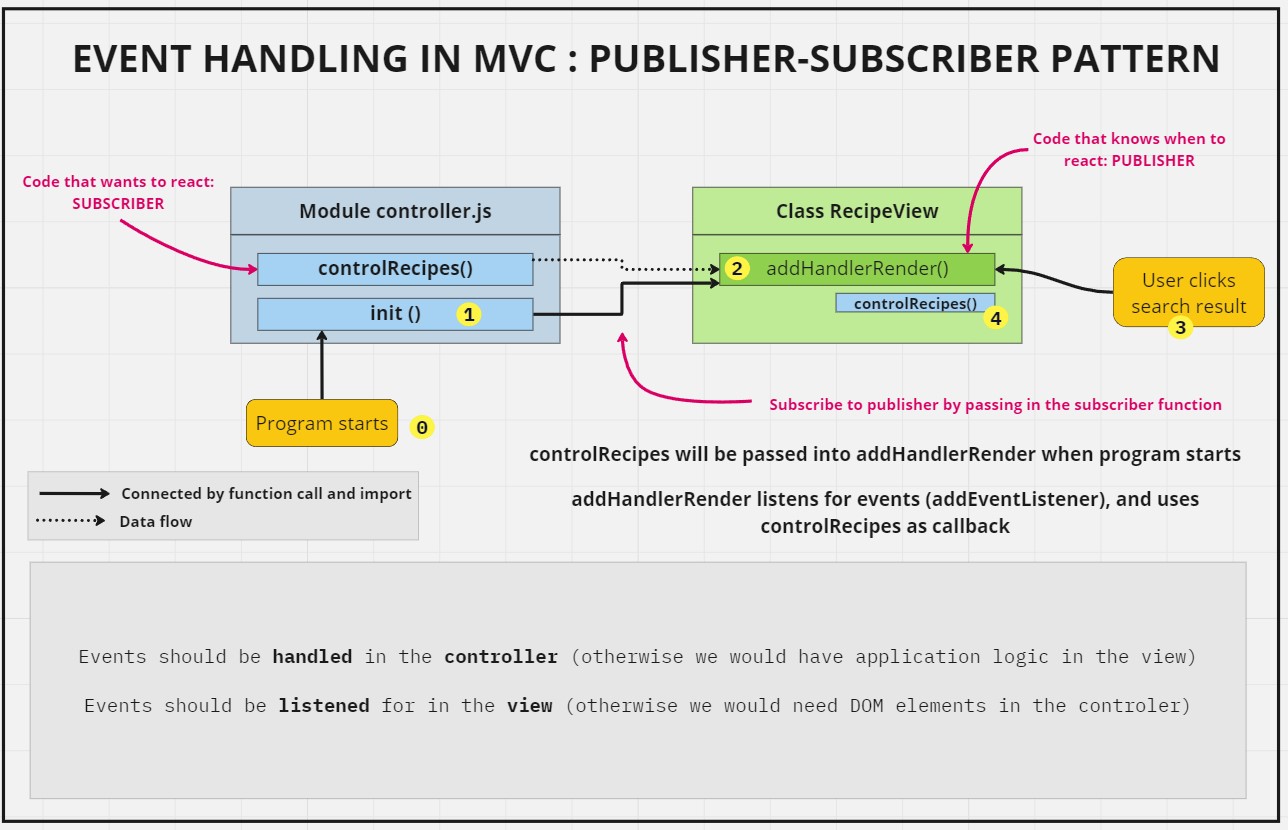 EVENT HANDLING IN MVC : PUBLISHER-SUBSCRIBER PATTERN
Code that knows when to
react: PUBLISHER
Code that wants to react:
SUBSCRIBER
Module controller.js
Class RecipeView
controlRecipes()
2 addHandlerRender()
User clicks
search result
3
controlRecipes()
4
init () 1
Subscribe to publisher by passing in the subscriber function
Program starts 0
controlRecipes will be passed into addHandlerRender when program starts
Connected by function call and import
Data flow
addHandlerRender listens for events (addEventListener), and uses
controlRecipes as callback
Events should be handled in the controller (otherwise we would have application logic in the view)
Events should be listened for in the view (otherwise we would need DOM elements in the controler)